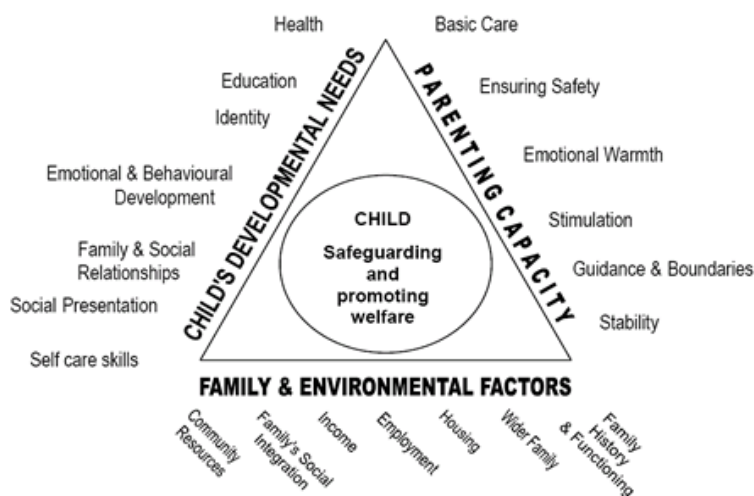 Health
Education
Identity
Emotional & Behavioural
Development
Family & Social
Relationships
Social Presentation
Self care skills
CHILD'S DEVELOPMENTAL NEEDS
Basic Care
Ensuring Safety
Emotional Warmth
Stimulation
Guidance & Boundaries
Stability
PARENTING CAPACITY
CHILD
Safeguarding
and
promoting
welfare
FAMILY & ENVIRONMENTAL FACTORS
Community
Resources
Family's Social
Integration
Income
Employment
Housing
Wider Family
Family
History
& Functioning